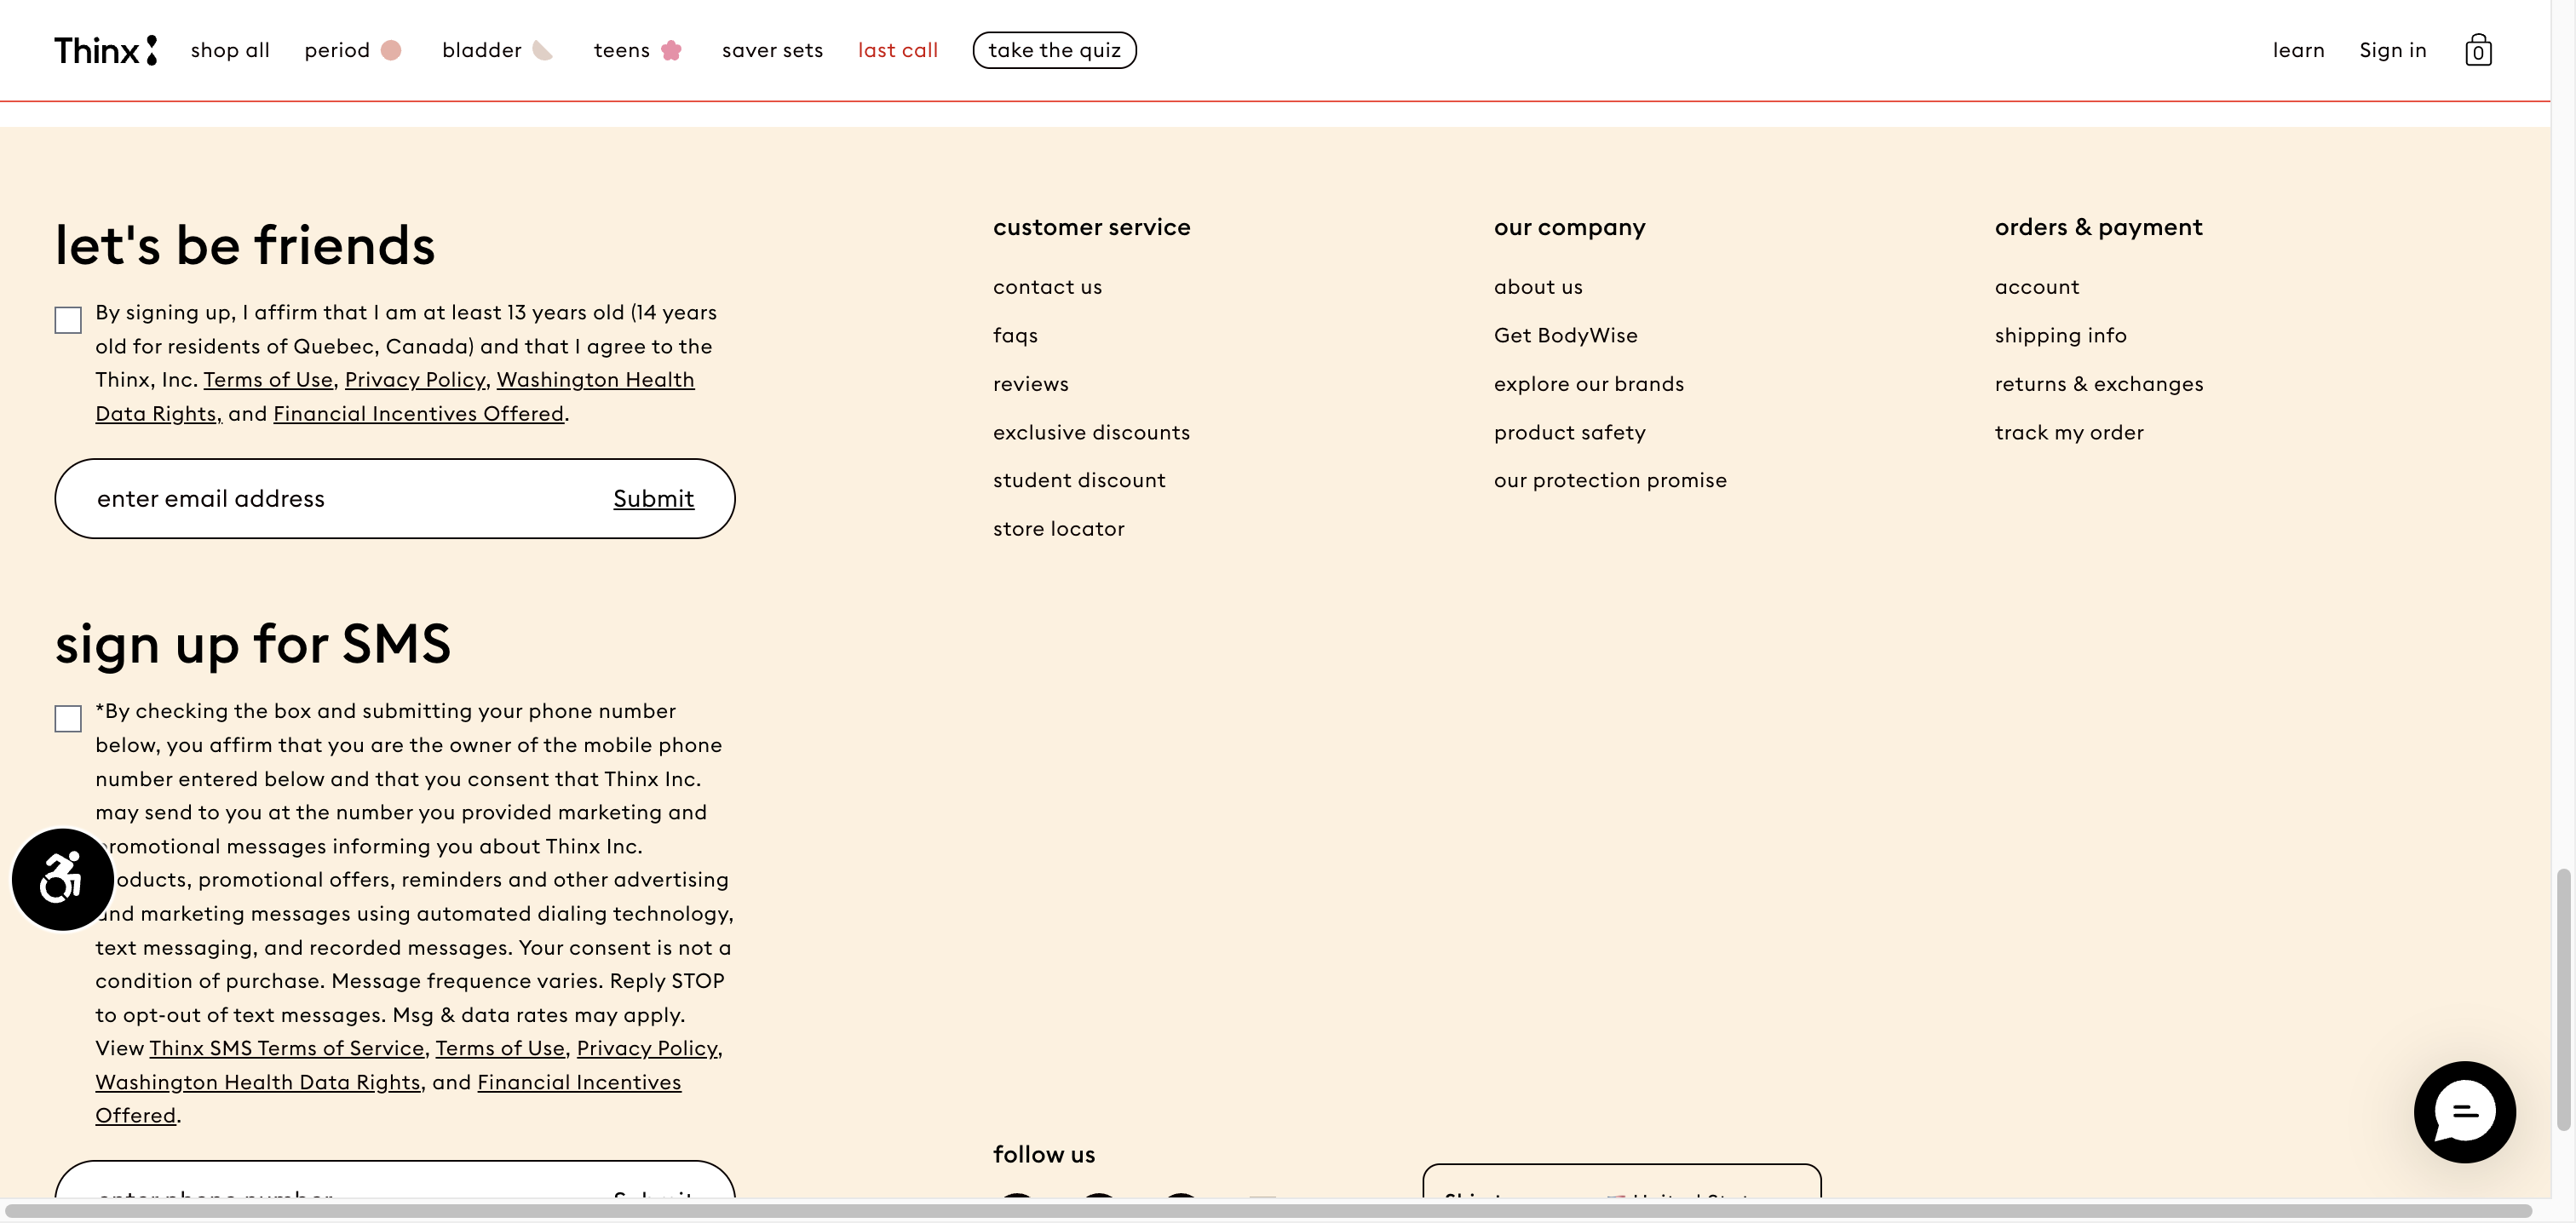 Thinx
shop all
period
bladder
teens
saver sets
last call
take the quiz
learn
Sign in
0
let's be friends
By signing up, I affirm that I am at least 13 years old (14 years
old for residents of Quebec, Canada) and that I agree to the
Thinx, Inc. Terms of Use, Privacy Policy, Washington Health
Data Rights, and Financial Incentives Offered.
enter email address
Submit
sign up for SMS
*By checking the box and submitting your phone number
below, you affirm that you are the owner of the mobile phone
number entered below and that you consent that Thinx Inc.
may send to you at the number you provided marketing and
promotional messages informing you about Thinx Inc.
products, promotional offers, reminders and other advertising
and marketing messages using automated dialing technology,
text messaging, and recorded messages. Your consent is not a
condition of purchase. Message frequence varies. Reply STOP
to opt-out of text messages. Msg & data rates may apply.
View Thinx SMS Terms of Service, Terms of Use, Privacy Policy,
Washington Health Data Rights, and Financial Incentives
Offered.
enter phone number
Submit
customer service
contact us
faqs
reviews
exclusive discounts
student discount
store locator
our company
about us
Get BodyWise
explore our brands
product safety
our protection promise
orders & payment
account
shipping info
returns & exchanges
track my order
follow us